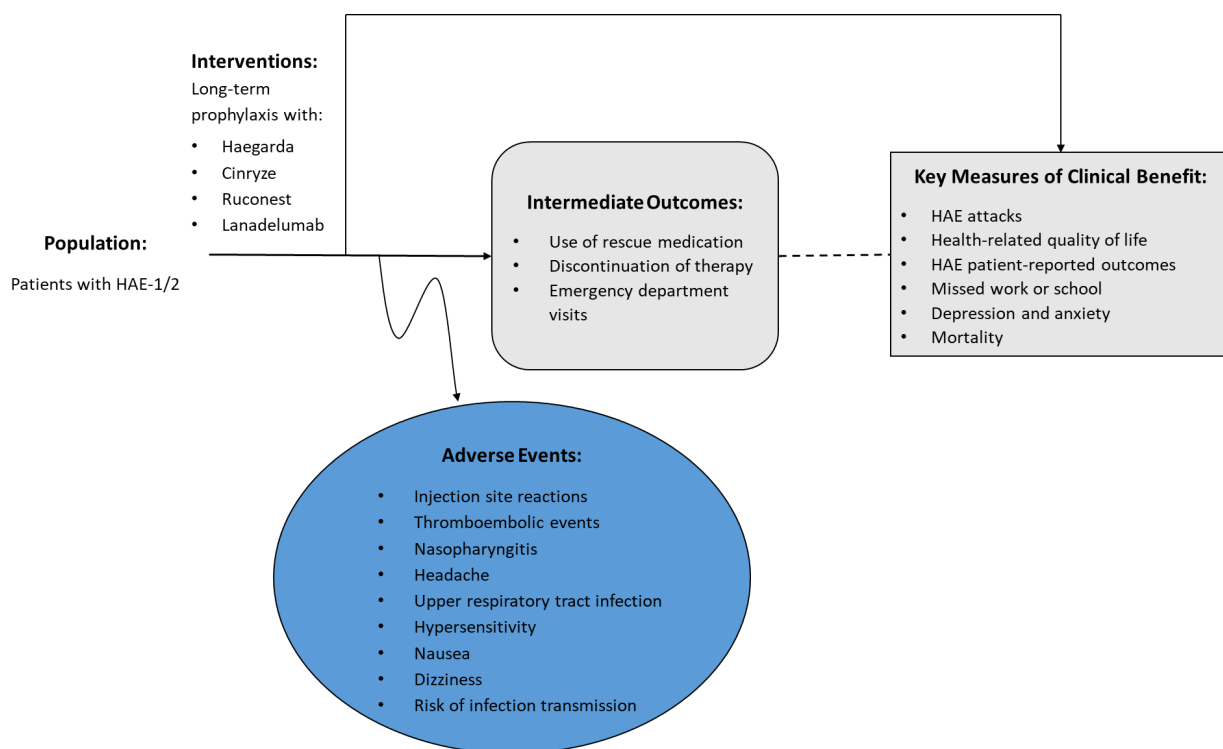 Interventions:
Long-term
prophylaxis with:
• Haegarda
• Cinryze
• Ruconest
• Lanadelumab
Population:
Patients with HAE-1/2
Intermediate Outcomes:
• Use of rescue medication
• Discontinuation of therapy
• Emergency department
visits
Key Measures of Clinical Benefit:
• HAE attacks
• Health-related quality of life
• HAE patient-reported outcomes
• Missed work or school
• Depression and anxiety
• Mortality
Adverse Events:
• Injection site reactions
• Thromboembolic events
• Nasopharyngitis
• Headache
• Upper respiratory tract infection
• Hypersensitivity
• Nausea
• Dizziness
• Risk of infection transmission